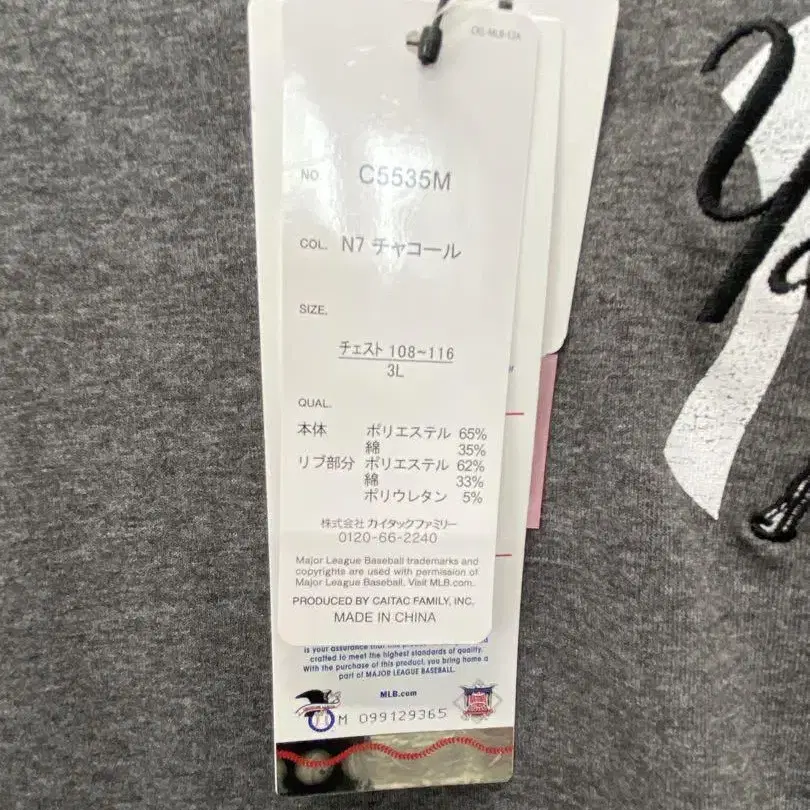 CKL-MLB-12A
NO. C5535M
COL. N7 チャコール
SIZE.
チェスト 108~116
3L
QUAL.
本体 ポリエステル 65%
綿 35%
リブ部分 ポリエステル 62%
綿 33%
ポリウレタン 5%
株式会社 カイタックファミリー
0120-66-2240
Major League Baseball trademarks and
copyrights are used with permission of
Major League Baseball. Visit MLB.com.
PRODUCED BY CAITAC FAMILY, INC.
MADE IN CHINA
is your assurance that
crafted to meet the highest standards of quality.
With the purchase of this product, you bring home a
part of MAJOR LEAGUE BASEBALL.
MLB.com
M 099129365
Ya